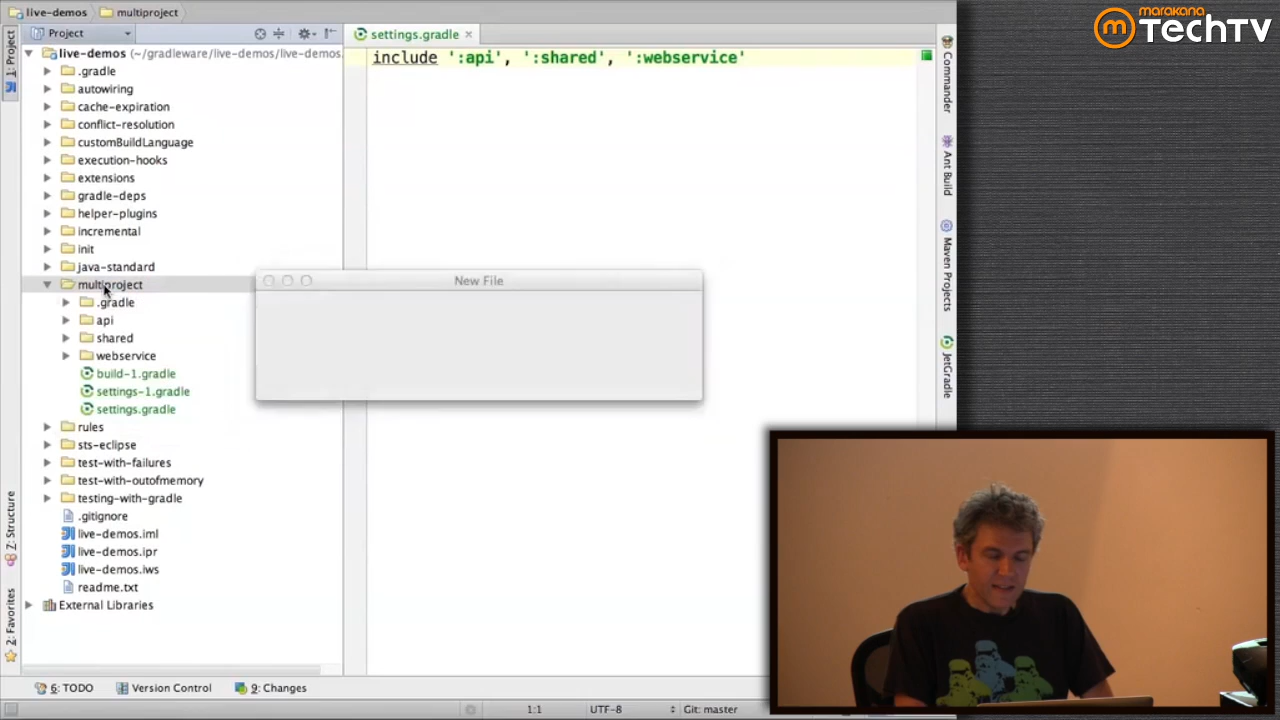 live-demos multiproject
marakana
TechTV
Project
settings.gradle
1: Project
live-demos (~/gradleware/live-demos/live-demos.
include ':api', ':shared', ':webservice'
.gradle
autowiring
cache-expiration
conflict-resolution
customBuildLanguage
execution-hooks
extensions
gradle-deps
helper-plugins
incremental
init
java-standard
multiproject
.gradle
api
shared
webservice
build-1.gradle
settings-1.gradle
settings.gradle
rules
sts-eclipse
test-with-failures
test-with-outofmemory
testing-with-gradle
.gitignore
live-demos.iml
live-demos.ipr
live-demos.iws
readme.txt
External Libraries
New File
Commander
Ant Build
Maven Projects
JetGradle
Z: Structure
2: Favorites
6: TODO Version Control 9: Changes
1:1 UTF-8 Git: master